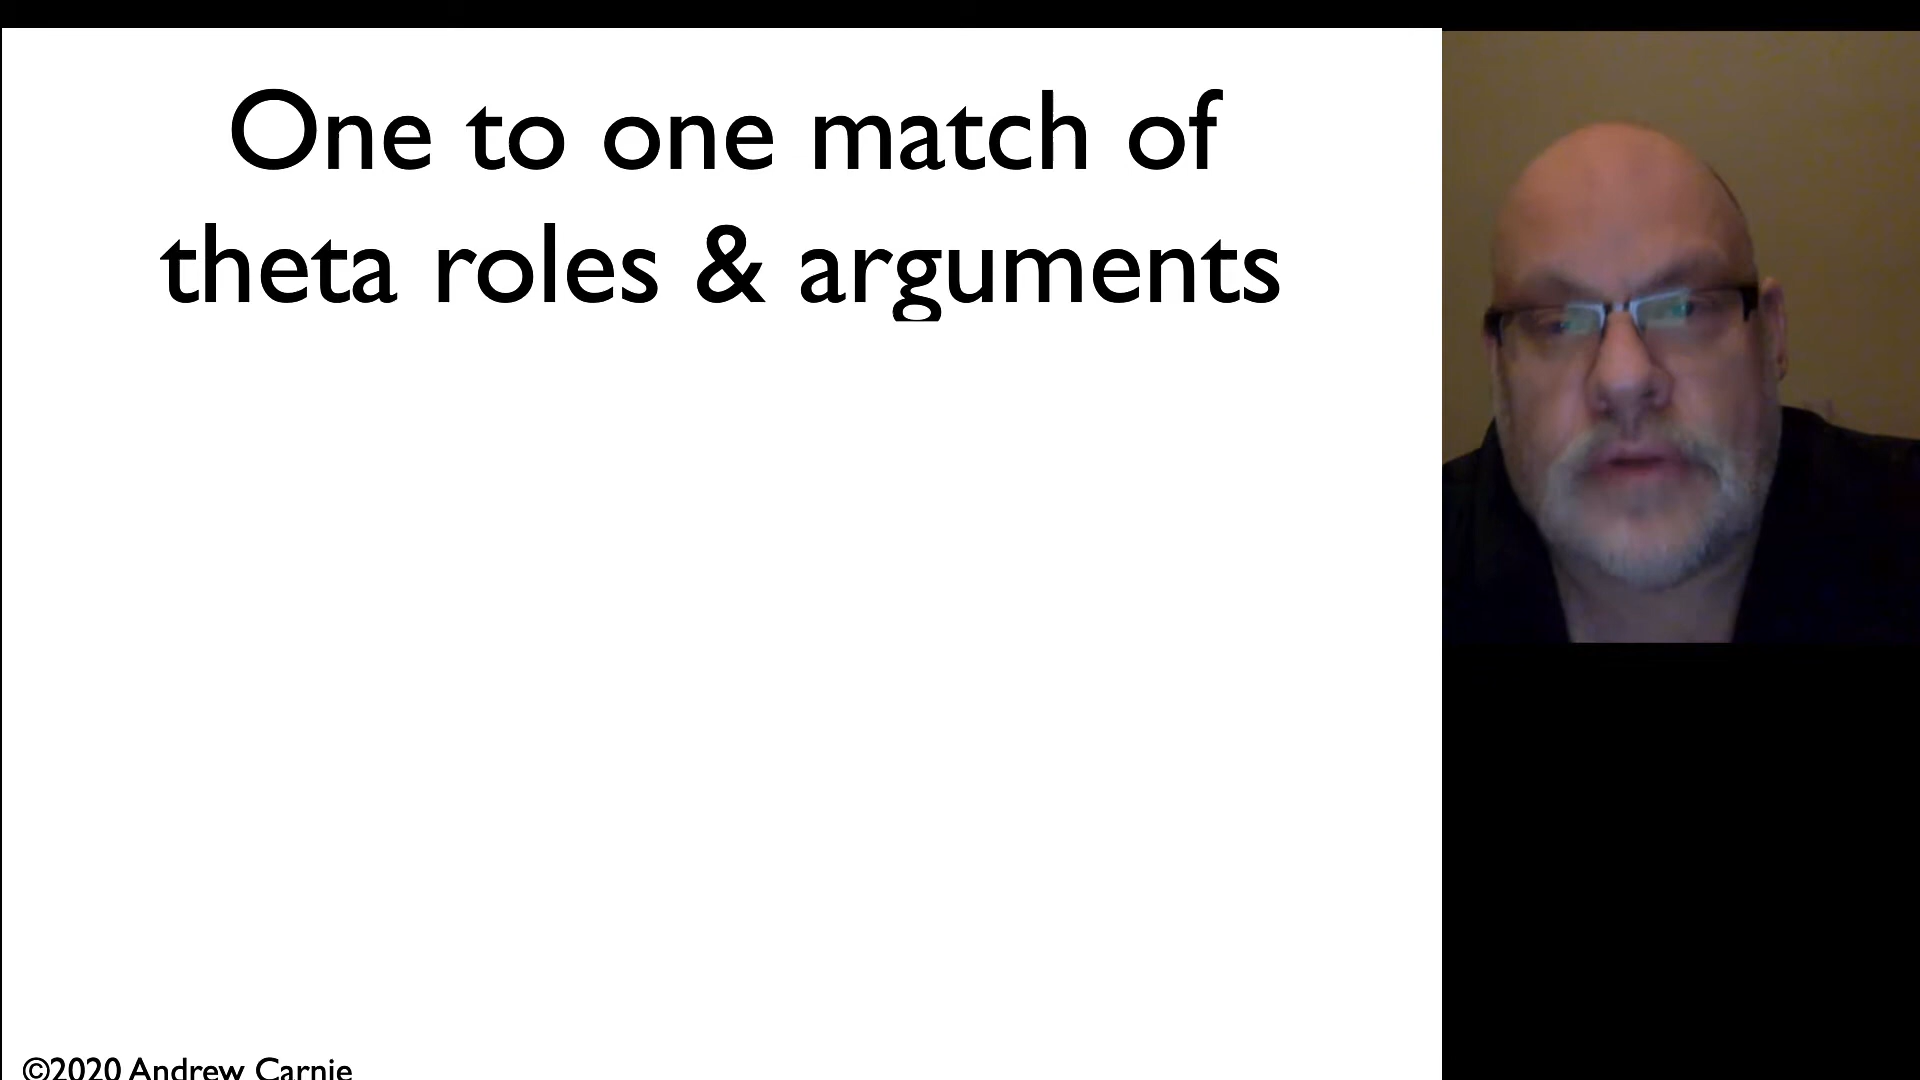 One to one match of
theta roles & arguments
©2020 Andrew Carnie